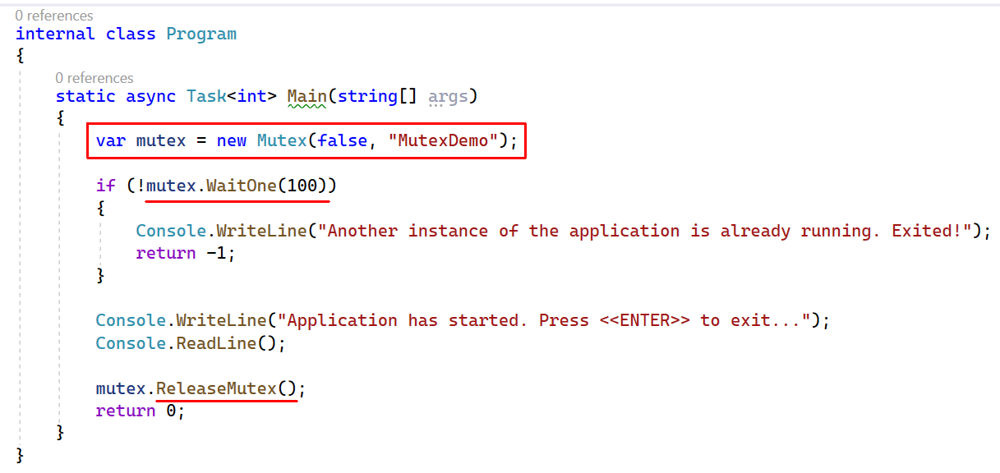 0 references
internal class Program
{
0 references
static async Task<int> Main(string[] args)
{
var mutex = new Mutex(false, "MutexDemo");
if (!mutex.WaitOne(100))
{
Console.WriteLine("Another instance of the application is already running. Exited!");
return -1;
}
Console.WriteLine("Application has started. Press <<ENTER>> to exit...");
Console.ReadLine();
mutex.ReleaseMutex();
return 0;
}
}